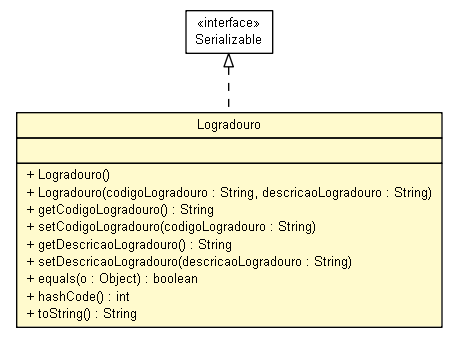 «interface»
Serializable
Logradouro
+ Logradouro()
+ Logradouro(codigoLogradouro : String, descricaoLogradouro : String)
+ getCodigoLogradouro() : String
+ setCodigoLogradouro(codigoLogradouro : String)
+ getDescricaoLogradouro() : String
+ setDescricaoLogradouro(descricaoLogradouro : String)
+ equals(o : Object) : boolean
+ hashCode() : int
+ toString() : String